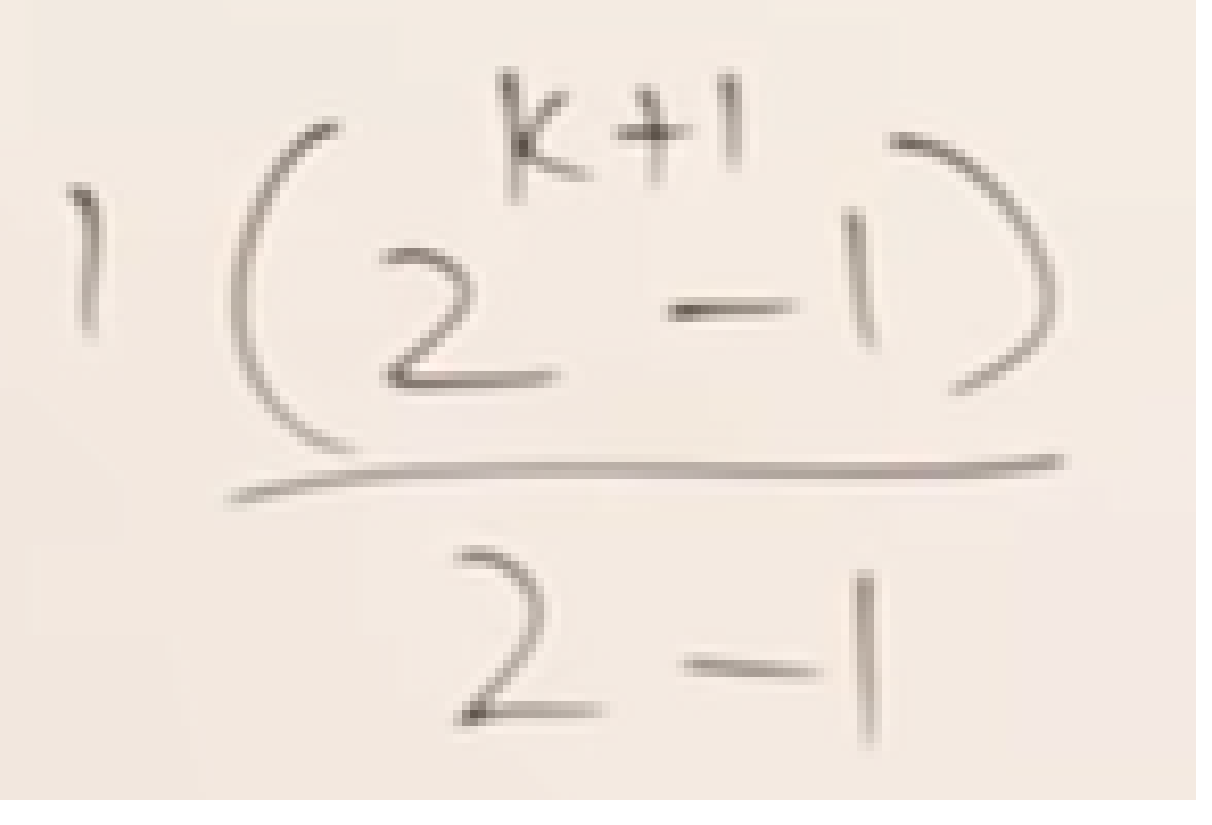 1 (2^{k+1} - 1)
2 - 1